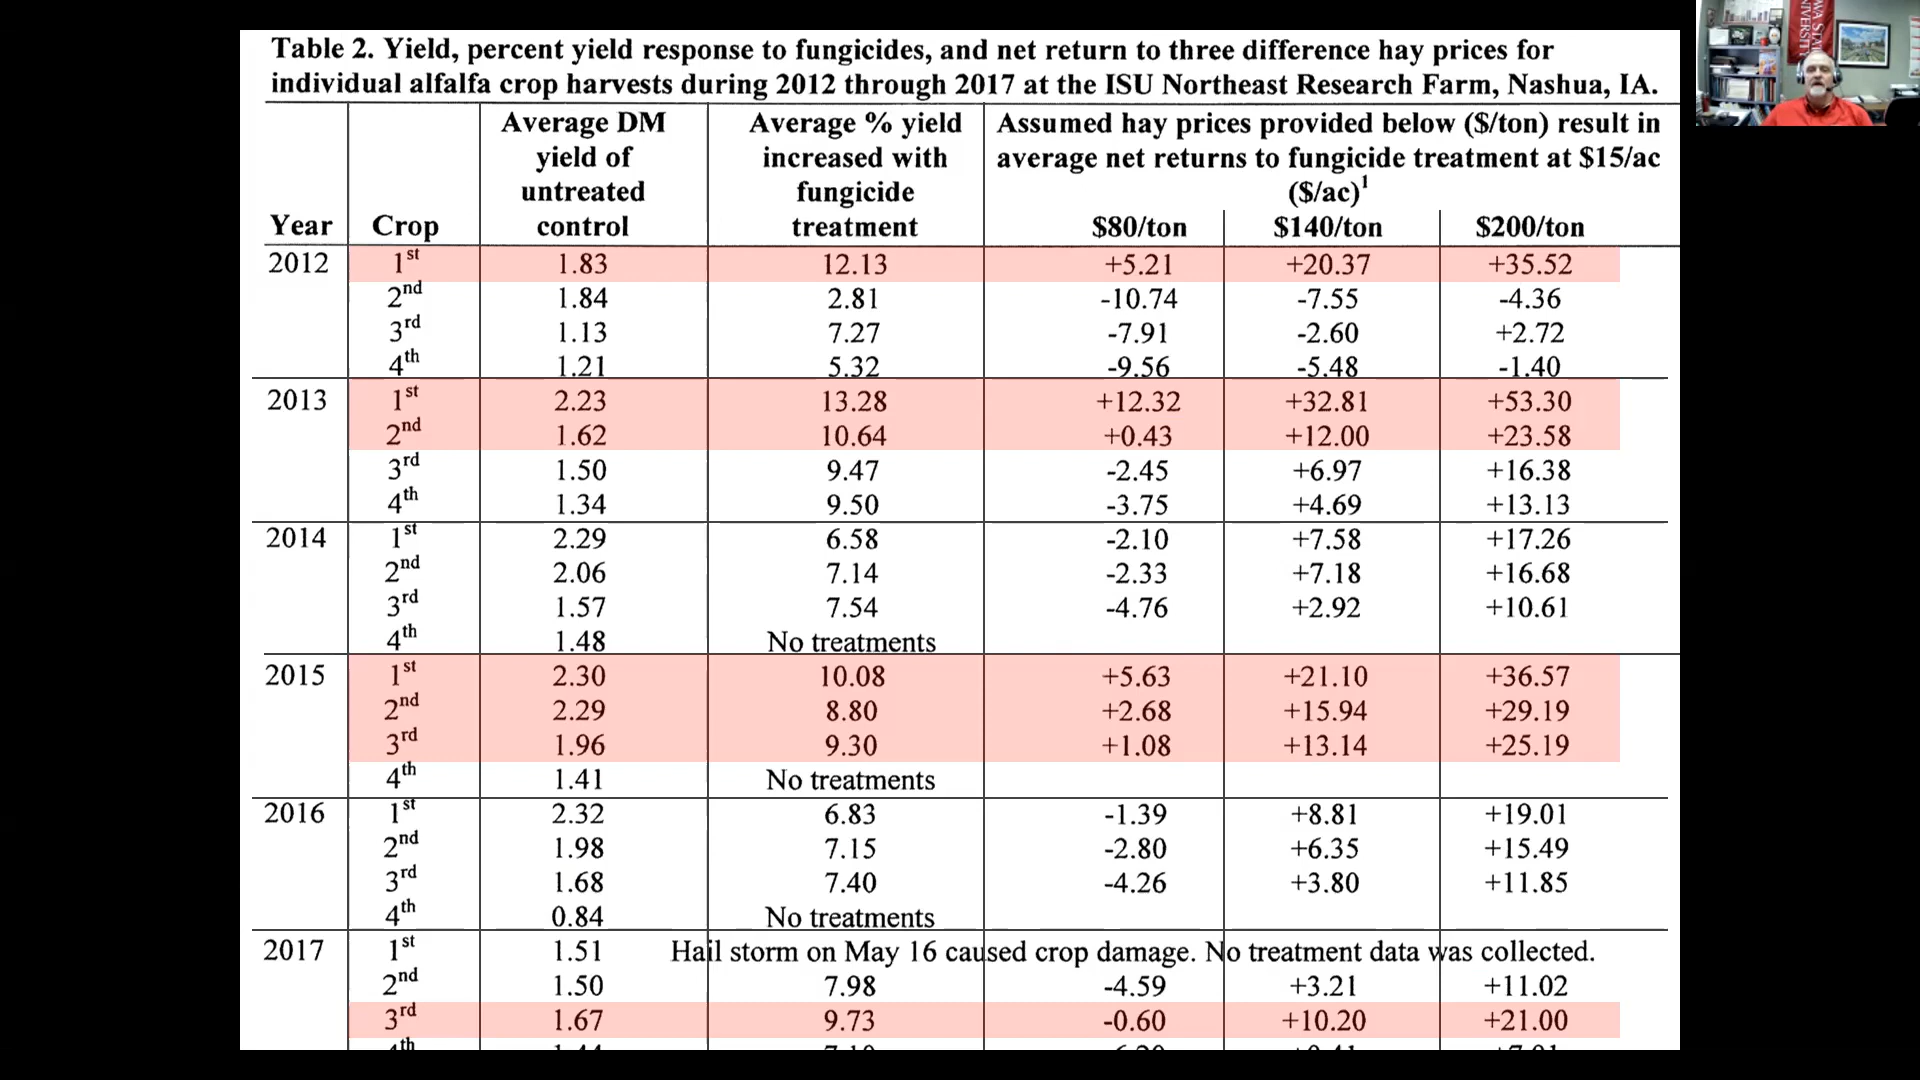 Table 2. Yield, percent yield response to fungicides, and net return to three difference hay prices for
individual alfalfa crop harvests during 2012 through 2017 at the ISU Northeast Research Farm, Nashua, IA.
Year Crop Average DM yield of untreated control Average % yield increased with fungicide treatment Assumed hay prices provided below ($/ton) result in average net returns to fungicide treatment at $15/ac ($/ac)¹
$80/ton $140/ton $200/ton
2012 1st 1.83 12.13 +5.21 +20.37 +35.52
2nd 1.84 2.81 -10.74 -7.55 -4.36
3rd 1.13 7.27 -7.91 -2.60 +2.72
4th 1.21 5.32 -9.56 -5.48 -1.40
2013 1st 2.23 13.28 +12.32 +32.81 +53.30
2nd 1.62 10.64 +0.43 +12.00 +23.58
3rd 1.50 9.47 -2.45 +6.97 +16.38
4th 1.34 9.50 -3.75 +4.69 +13.13
2014 1st 2.29 6.58 -2.10 +7.58 +17.26
2nd 2.06 7.14 -2.33 +7.18 +16.68
3rd 1.57 7.54 -4.76 +2.92 +10.61
4th 1.48 No treatments
2015 1st 2.30 10.08 +5.63 +21.10 +36.57
2nd 2.29 8.80 +2.68 +15.94 +29.19
3rd 1.96 9.30 +1.08 +13.14 +25.19
4th 1.41 No treatments
2016 1st 2.32 6.83 -1.39 +8.81 +19.01
2nd 1.98 7.15 -2.80 +6.35 +15.49
3rd 1.68 7.40 -4.26 +3.80 +11.85
4th 0.84 No treatments
2017 1st 1.51 Hail storm on May 16 caused crop damage. No treatment data was collected.
2nd 1.50 7.98 -4.59 +3.21 +11.02
3rd 1.67 9.73 -0.60 +10.20 +21.00